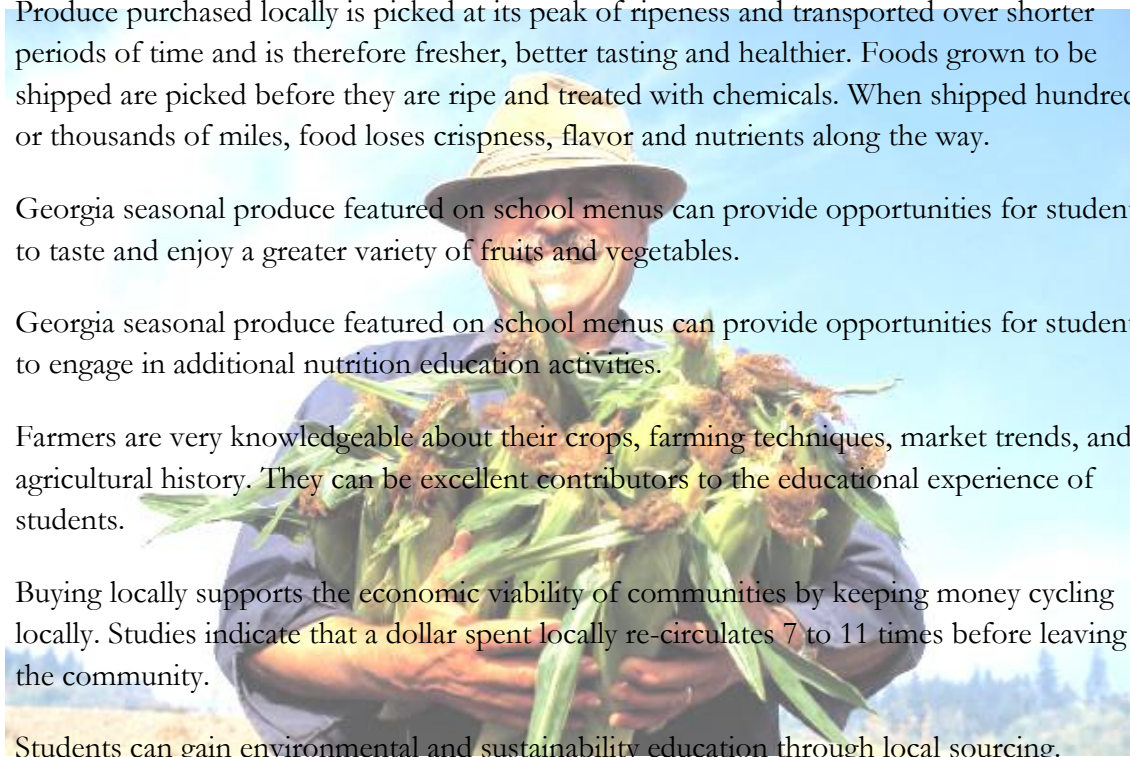 Produce purchased locally is picked at its peak of ripeness and transported over shorter
periods of time and is therefore fresher, better tasting and healthier. Foods grown to be
shipped are picked before they are ripe and treated with chemicals. When shipped hundred
or thousands of miles, food loses crispness, flavor and nutrients along the way.
Georgia seasonal produce featured on school menus can provide opportunities for student
to taste and enjoy a greater variety of fruits and vegetables.
Georgia seasonal produce featured on school menus can provide opportunities for student
to engage in additional nutrition education activities.
Farmers are very knowledgeable about their crops, farming techniques, market trends, and
agricultural history. They can be excellent contributors to the educational experience of
students.
Buying locally supports the economic viability of communities by keeping money cycling
locally. Studies indicate that a dollar spent locally re-circulates 7 to 11 times before leaving
the community.
Students can gain environmental and sustainability education through local sourcing.